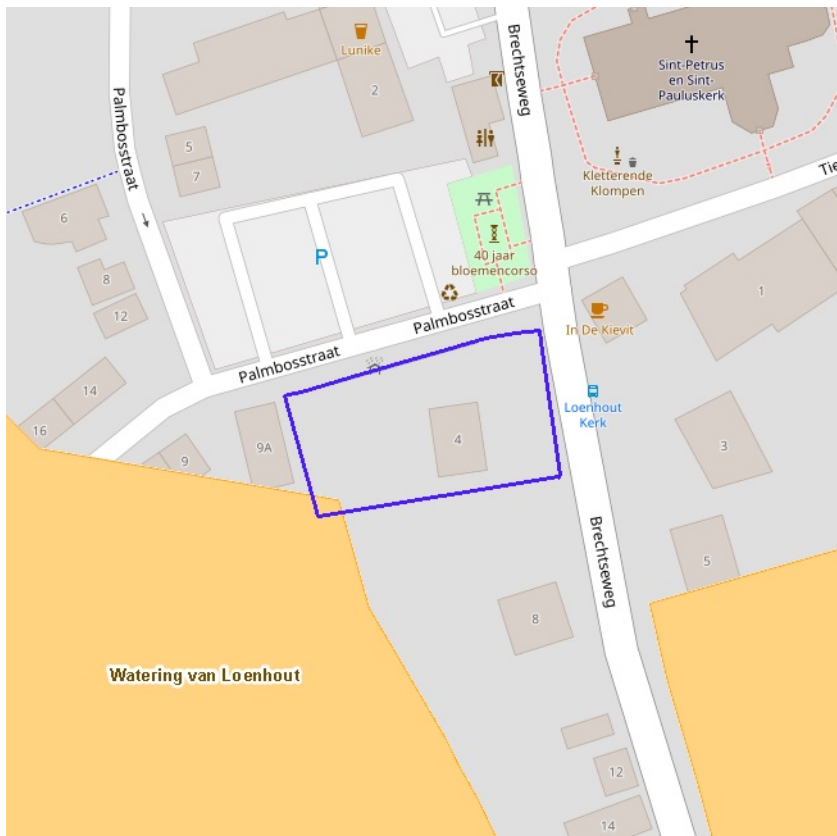 Lunike
2
Brechtseweg
Sint-Petrus
en Sint-
Pauluskerk
Palmbosstraat
5
7
Kletterende
Klompen
Tie
6
P
40 jaar
bloemencorso
8
12
1
Palmbosstraat
In De Kievit
Palmbosstraat
14
16
Loenhout
Kerk
9A
4
9
3
Brechtseweg
5
8
Watering van Loenhout
12
14